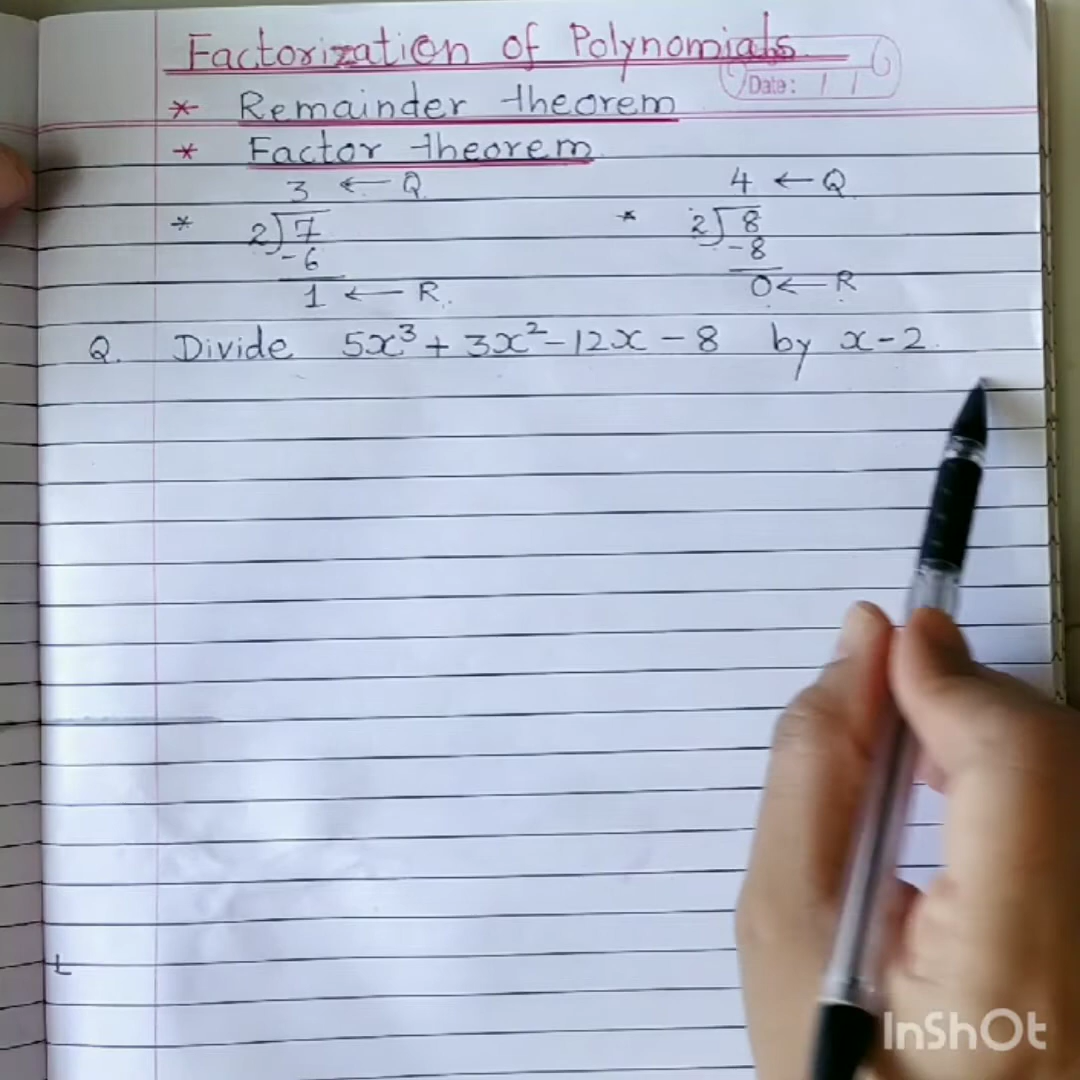 Factorization of Polynomials
Date: / /
* Remainder theorem
* Factor theorem
3 ← Q 4 ← Q
* 2)7 * 2)8
-6 -8
1 ← R. 0 ← R
Q. Divide 5x³ + 3x² - 12x - 8 by x - 2.
InShOt